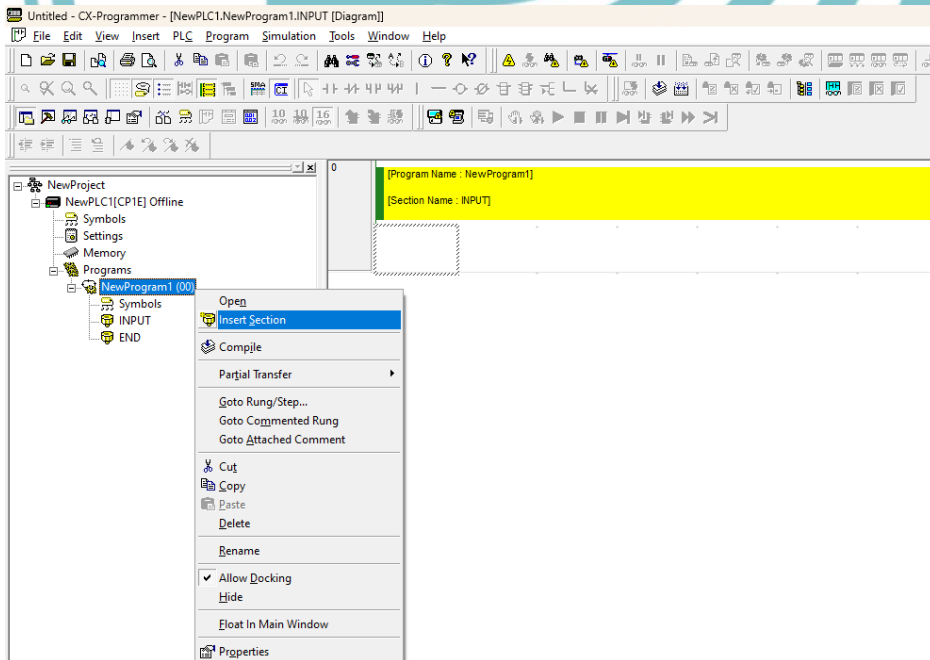 Untitled - CX-Programmer - [NewPLC1.NewProgram1.INPUT [Diagram]]
File Edit View Insert PLC Program Simulation Tools Window Help
10 10 16
0
[Program Name : NewProgram1]
[Section Name : INPUT]
NewProject
NewPLC1[CP1E] Offline
Symbols
Settings
Memory
Programs
NewProgram1 (00)
Symbols
INPUT
END
Open
Insert Section
Compile
Partial Transfer
Goto Rung/Step...
Goto Commented Rung
Goto Attached Comment
Cut
Copy
Paste
Delete
Rename
Allow Docking
Hide
Float In Main Window
Properties